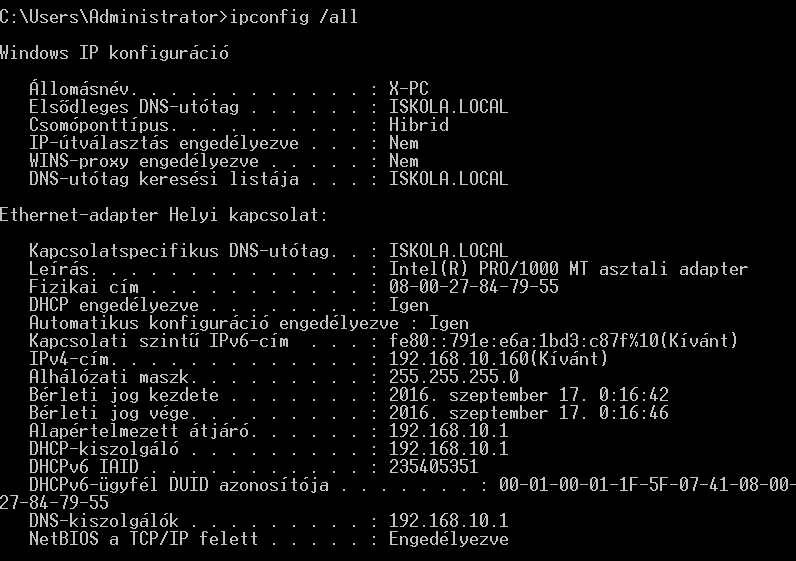 C:\Users\Administrator>ipconfig /all
Windows IP konfiguráció
Állomásnév. . . . . . . . . . . . . : X-PC
Elsődleges DNS-utótag . . . . . . : ISKOLA.LOCAL
Csomóponttípus. . . . . . . . . . . : Hibrid
IP-útválasztás engedélyezve . . . : Nem
WINS-proxy engedélyezve . . . . . : Nem
DNS-utótag keresési listája . . . : ISKOLA.LOCAL
Ethernet-adapter Helyi kapcsolat:
Kapcsolatspecifikus DNS-utótag. . : ISKOLA.LOCAL
Leírás. . . . . . . . . . . . . . . : Intel(R) PRO/1000 MT asztali adapter
Fizikai cím . . . . . . . . . . . : 08-00-27-84-79-55
DHCP engedélyezve . . . . . . . . : Igen
Automatikus konfiguráció engedélyezve : Igen
Kapcsolati szintű IPv6-cím . . . . : fe80::791e:e6a:1bd3:c87f%10(Kívánt)
IPv4-cím. . . . . . . . . . . . . . : 192.168.10.160(Kívánt)
Alhálózati maszk. . . . . . . . . . : 255.255.255.0
Bérleti jog kezdete . . . . . . . : 2016. szeptember 17. 0:16:42
Bérleti jog vége. . . . . . . . . . : 2016. szeptember 17. 0:16:46
Alapértelmezett átjáró. . . . . . : 192.168.10.1
DHCP-kiszolgáló . . . . . . . . . : 192.168.10.1
DHCPv6 IAID . . . . . . . . . . . : 235405351
DHCPv6-ügyfél DUID azonosítója . . . . . . . . : 00-01-00-01-1F-5F-07-41-08-00-
27-84-79-55
DNS-kiszolgálók . . . . . . . . . : 192.168.10.1
NetBIOS a TCP/IP felett . . . . . : Engedélyezve